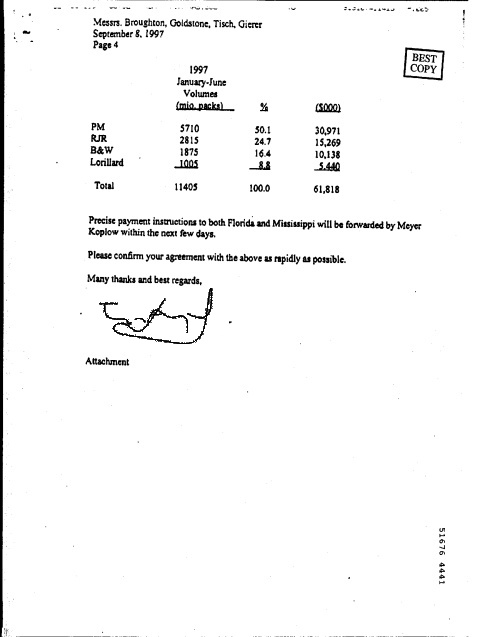 Messrs. Broughton, Goldstone, Tisch, Gierer
September 8, 1997
Page 4
BEST
COPY
1997
January-June
Volumes
(mio. packs) % ($000)
PM 5710 50.1 30,971
RJR 2815 24.7 15,269
B&W 1875 16.4 10,138
Lorillard 1005 8.8 5,440
Total 11405 100.0 61,818
Precise payment instructions to both Florida and Mississippi will be forwarded by Meyer
Koplow within the next few days.
Please confirm your agreement with the above as rapidly as possible.
Many thanks and best regards,
Attachment
51676 4441